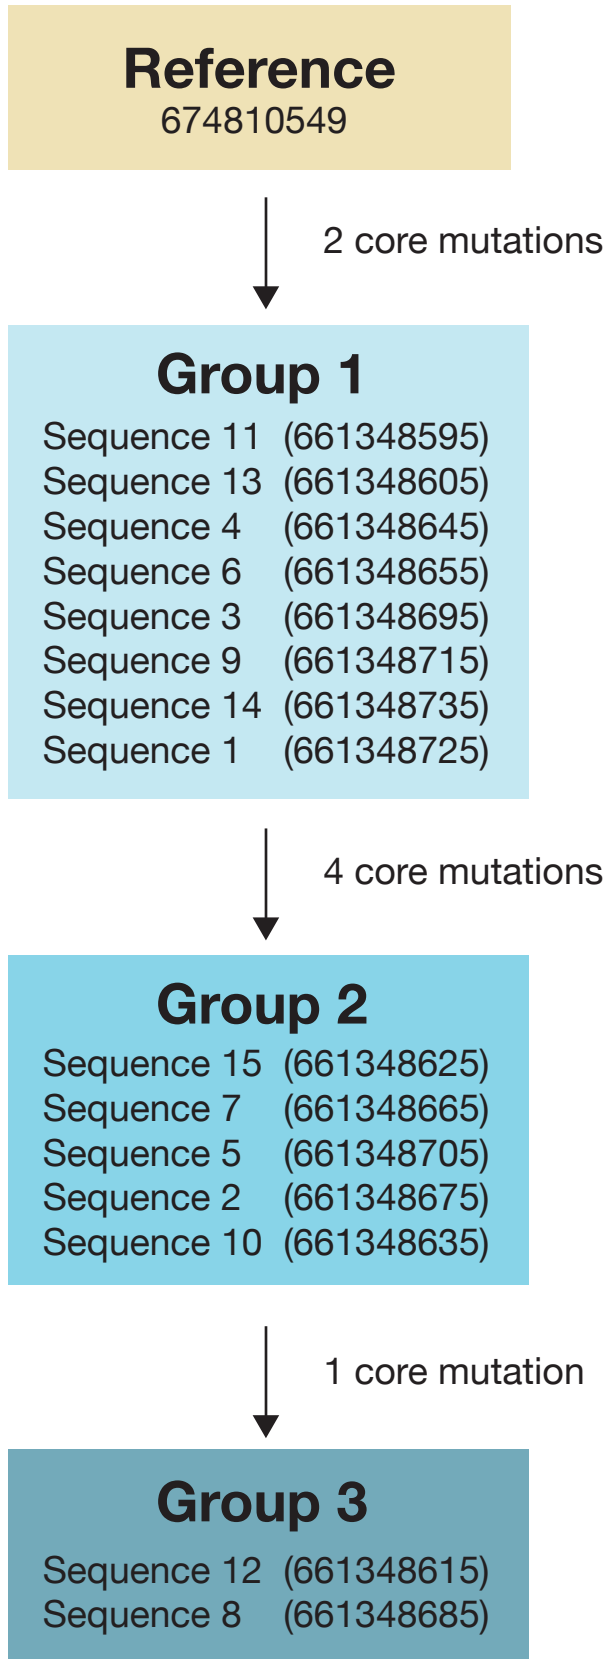 Reference
674810549
2 core mutations
Group 1
Sequence 11 (661348595)
Sequence 13 (661348605)
Sequence 4 (661348645)
Sequence 6 (661348655)
Sequence 3 (661348695)
Sequence 9 (661348715)
Sequence 14 (661348735)
Sequence 1 (661348725)
4 core mutations
Group 2
Sequence 15 (661348625)
Sequence 7 (661348665)
Sequence 5 (661348705)
Sequence 2 (661348675)
Sequence 10 (661348635)
1 core mutation
Group 3
Sequence 12 (661348615)
Sequence 8 (661348685)